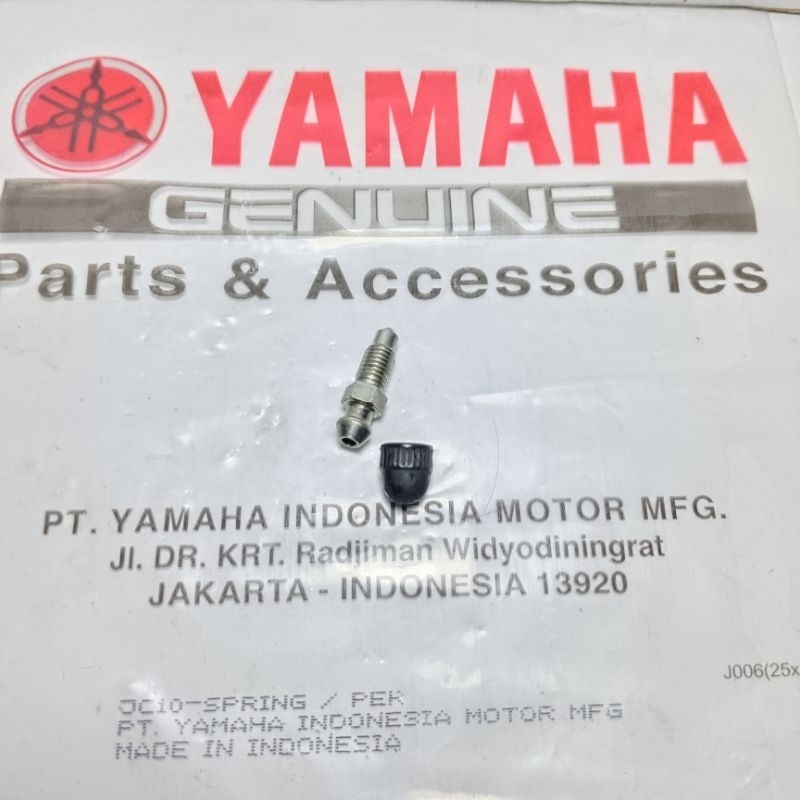 YAMAHA
GENUINE
Parts & Accessories
PT. YAMAHA INDONESIA MOTOR MFG.
Jl. DR. KRT. Radjiman Widyodiningrat
JAKARTA - INDONESIA 13920
J006(25x
JC10-SPRING / PEK
PT. YAMAHA INDONESIA MOTOR MFG
MADE IN INDONESIA